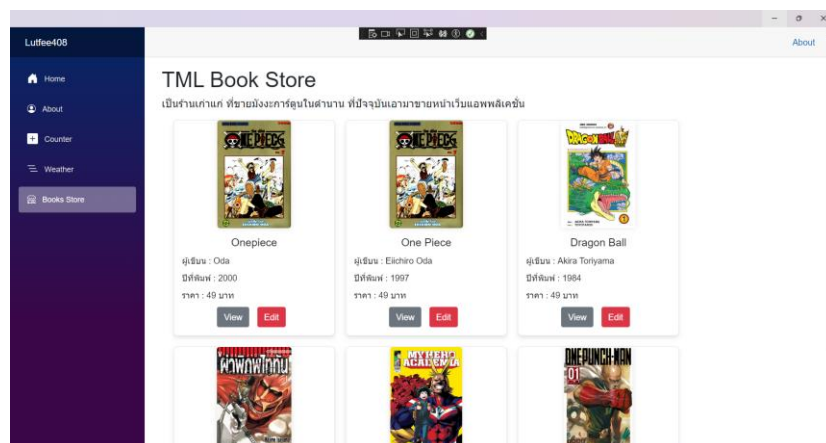 Lutfee408
About
Home
About
Counter
Weather
Books Store
TML Book Store
เป็นร้านเก่าแก่ ที่ขายมังงะการ์ตูนในตำนาน ที่ปัจจุบันเอามาขายหน้าเว็บแอพพลิเคชั่น
ONE PIECE
Onepiece
ผู้เขียน : Oda
ปีที่พิมพ์ : 2000
ราคา : 49 บาท
View Edit
ONE PIECE
One Piece
ผู้เขียน : Eiichiro Oda
ปีที่พิมพ์ : 1997
ราคา : 49 บาท
View Edit
DRAGON BALL
1
Dragon Ball
ผู้เขียน : Akira Toriyama
ปีที่พิมพ์ : 1984
ราคา : 49 บาท
View Edit
ผ่าพิภพไททัน
MY HERO
ACADEMIA
1
ONE PUNCH-MAN
01